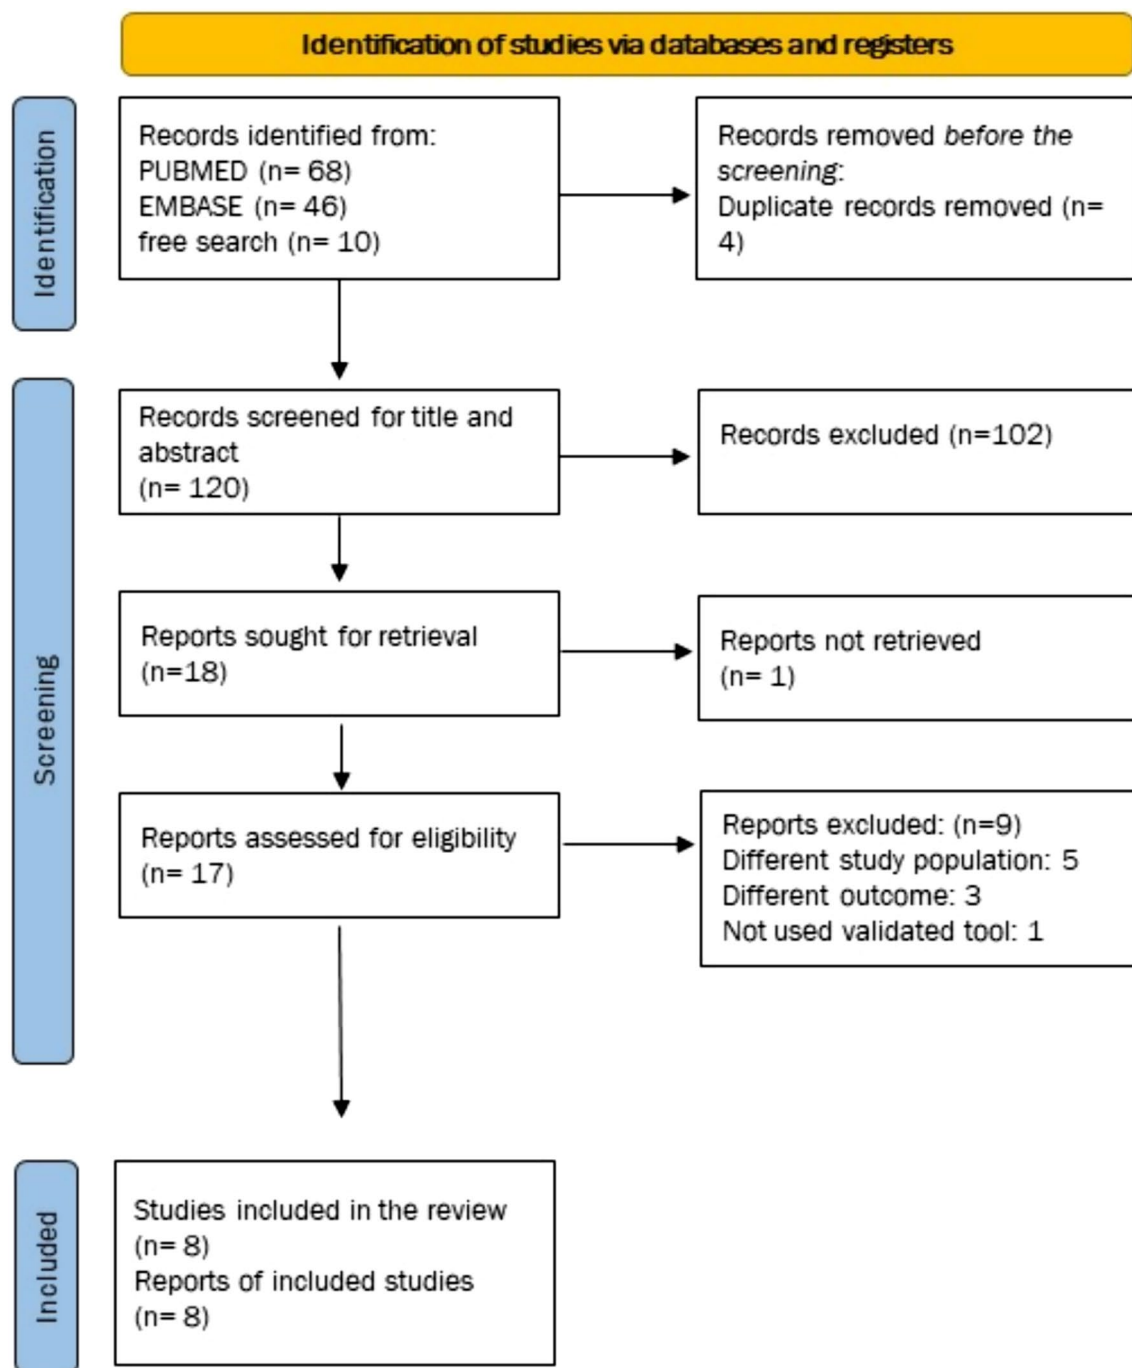 Identification of studies via databases and registers
Identification
Records identified from:
PUBMED (n= 68)
EMBASE (n= 46)
free search (n= 10)
Records removed before the
screening:
Duplicate records removed (n=
4)
Screening
Records screened for title and
abstract
(n= 120)
Records excluded (n=102)
Reports sought for retrieval
(n=18)
Reports not retrieved
(n= 1)
Reports assessed for eligibility
(n= 17)
Reports excluded: (n=9)
Different study population: 5
Different outcome: 3
Not used validated tool: 1
Included
Studies included in the review
(n= 8)
Reports of included studies
(n= 8)